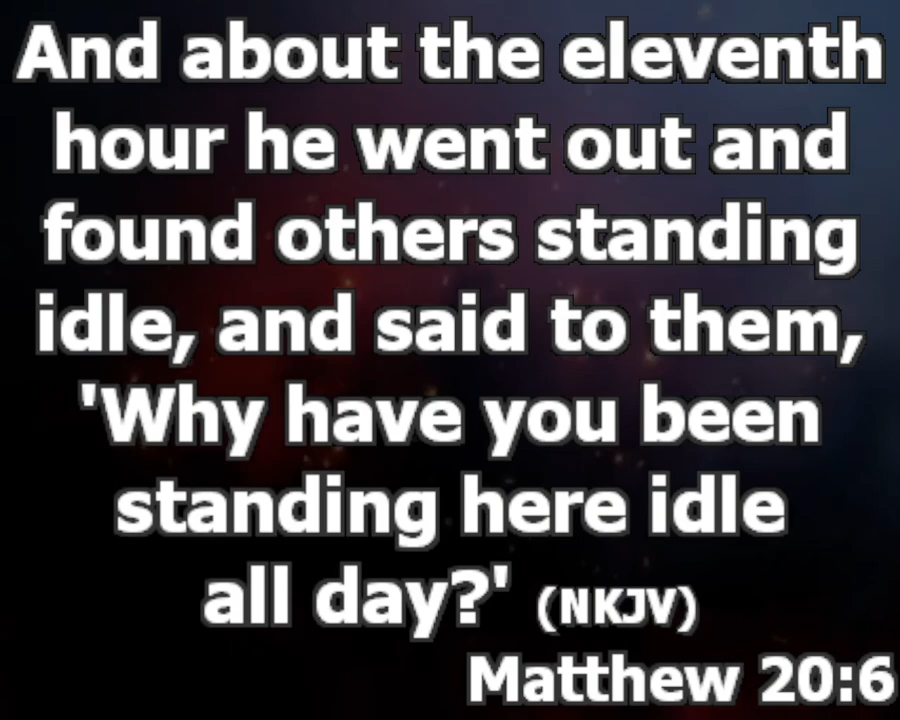 And about the eleventh
hour he went out and
found others standing
idle, and said to them,
'Why have you been
standing here idle
all day?' (NKJV)
Matthew 20:6